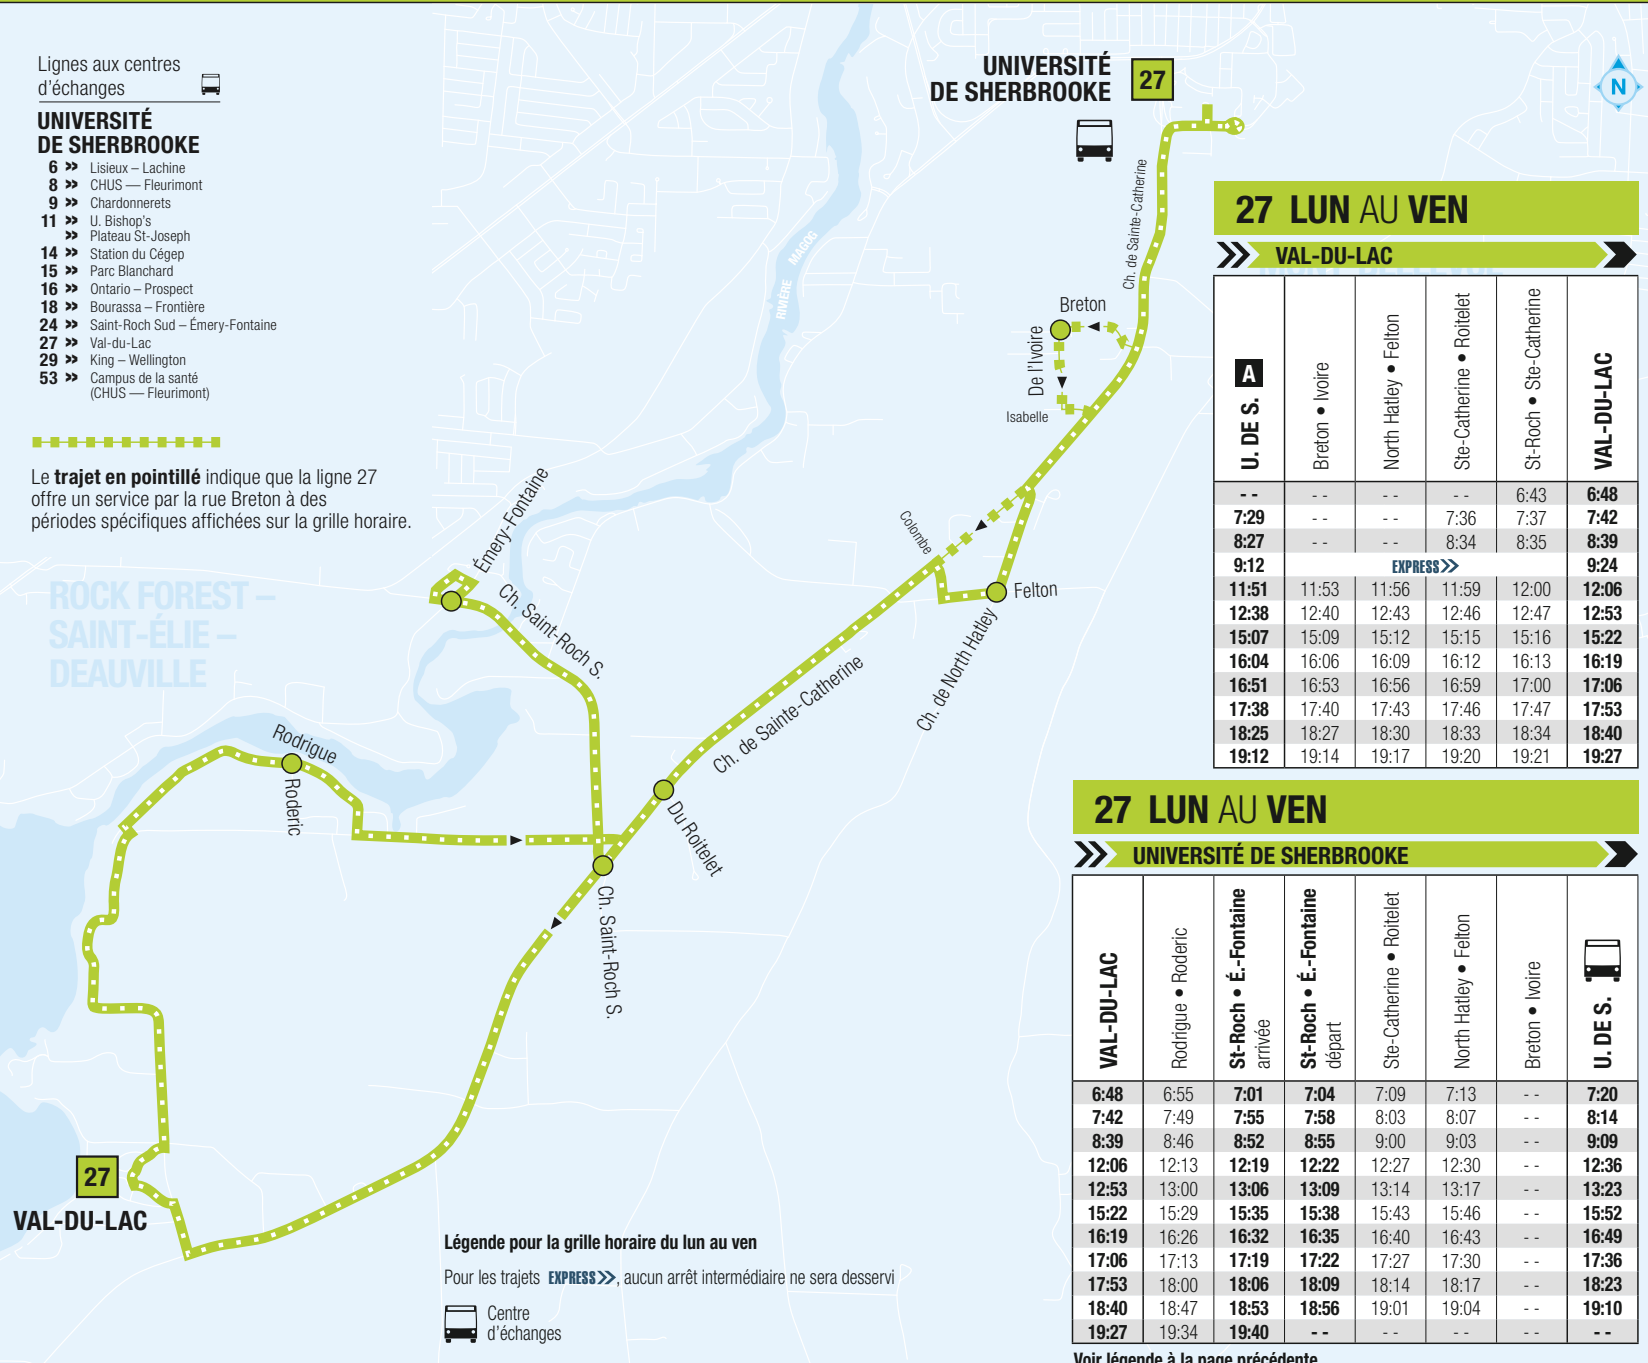 Lignes aux centres
d'échanges
UNIVERSITÉ
DE SHERBROOKE
6 » Lisieux – Lachine
8 » CHUS — Fleurimont
9 » Chardonnerets
11 » U. Bishop's
» Plateau St-Joseph
14 » Station du Cégep
15 » Parc Blanchard
16 » Ontario – Prospect
18 » Bourassa – Frontière
24 » Saint-Roch Sud – Émery-Fontaine
27 » Val-du-Lac
29 » King – Wellington
53 » Campus de la santé
(CHUS — Fleurimont)
Le trajet en pointillé indique que la ligne 27
offre un service par la rue Breton à des
périodes spécifiques affichées sur la grille horaire.
ROCK FOREST –
SAINT-ÉLIE –
DEAUVILLE
UNIVERSITÉ
DE SHERBROOKE
27
N
RIVIÈRE MAGOG
Ch. de Sainte-Catherine
Breton
De l'Ivoire
Isabelle
Colombe
Émery-Fontaine
Ch. Saint-Roch S.
Felton
Ch. de North Hatley
Ch. de Sainte-Catherine
Rodrigue
Roderic
Du Roitelet
Ch. Saint-Roch S.
27
VAL-DU-LAC
Légende pour la grille horaire du lun au ven
Pour les trajets EXPRESS», aucun arrêt intermédiaire ne sera desservi
Centre
d'échanges
27 LUN AU VEN
» VAL-DU-LAC
MONT-BELLEVUE
U. DE S. A | Breton • Ivoire | North Hatley • Felton | Ste-Catherine • Roitelet | St-Roch • Ste-Catherine | VAL-DU-LAC
- - | - - | - - | - - | 6:43 | 6:48
7:29 | - - | - - | 7:36 | 7:37 | 7:42
8:27 | - - | - - | 8:34 | 8:35 | 8:39
9:12 | EXPRESS» | 9:24
11:51 | 11:53 | 11:56 | 11:59 | 12:00 | 12:06
12:38 | 12:40 | 12:43 | 12:46 | 12:47 | 12:53
15:07 | 15:09 | 15:12 | 15:15 | 15:16 | 15:22
16:04 | 16:06 | 16:09 | 16:12 | 16:13 | 16:19
16:51 | 16:53 | 16:56 | 16:59 | 17:00 | 17:06
17:38 | 17:40 | 17:43 | 17:46 | 17:47 | 17:53
18:25 | 18:27 | 18:30 | 18:33 | 18:34 | 18:40
19:12 | 19:14 | 19:17 | 19:20 | 19:21 | 19:27
27 LUN AU VEN
» UNIVERSITÉ DE SHERBROOKE
VAL-DU-LAC | Rodrigue • Roderic | St-Roch • É.-Fontaine arrivée | St-Roch • É.-Fontaine départ | Ste-Catherine • Roitelet | North Hatley • Felton | Breton • Ivoire | U. DE S.
6:48 | 6:55 | 7:01 | 7:04 | 7:09 | 7:13 | - - | 7:20
7:42 | 7:49 | 7:55 | 7:58 | 8:03 | 8:07 | - - | 8:14
8:39 | 8:46 | 8:52 | 8:55 | 9:00 | 9:03 | - - | 9:09
12:06 | 12:13 | 12:19 | 12:22 | 12:27 | 12:30 | - - | 12:36
12:53 | 13:00 | 13:06 | 13:09 | 13:14 | 13:17 | - - | 13:23
15:22 | 15:29 | 15:35 | 15:38 | 15:43 | 15:46 | - - | 15:52
16:19 | 16:26 | 16:32 | 16:35 | 16:40 | 16:43 | - - | 16:49
17:06 | 17:13 | 17:19 | 17:22 | 17:27 | 17:30 | - - | 17:36
17:53 | 18:00 | 18:06 | 18:09 | 18:14 | 18:17 | - - | 18:23
18:40 | 18:47 | 18:53 | 18:56 | 19:01 | 19:04 | - - | 19:10
19:27 | 19:34 | 19:40 | - - | - - | - - | - - | - -
Voir légende à la page précédente